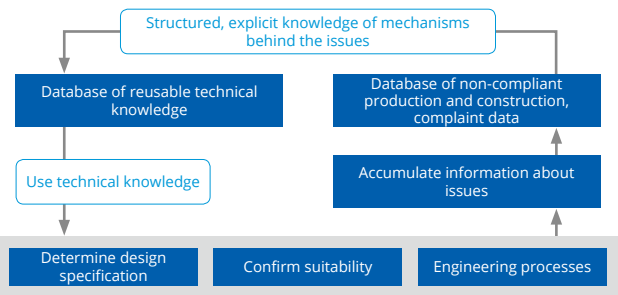 Structured, explicit knowledge of mechanisms
behind the issues
Database of reusable technical
knowledge
Database of non-compliant
production and construction,
complaint data
Use technical knowledge
Accumulate information about
issues
Determine design
specification
Confirm suitability
Engineering processes